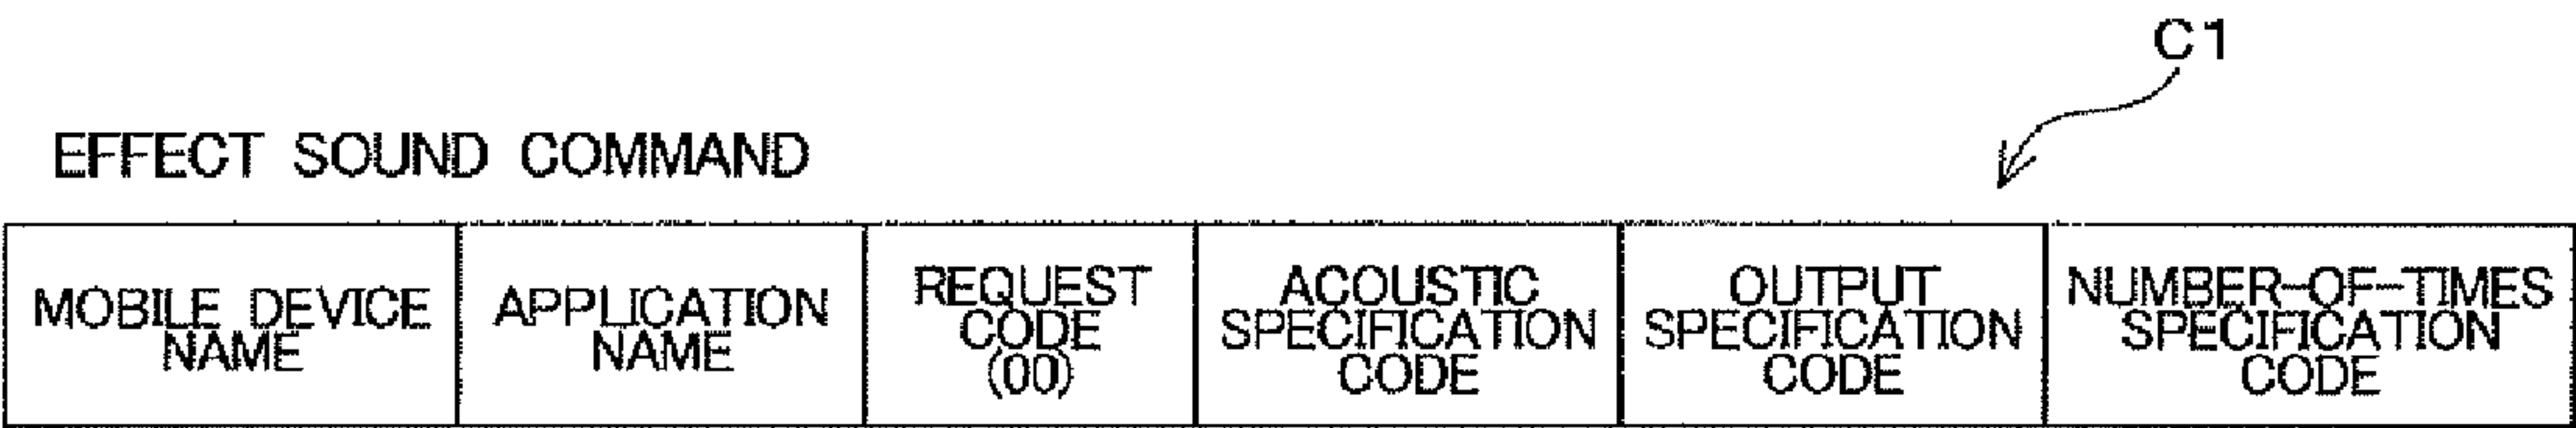 C1
EFFECT SOUND COMMAND
MOBILE DEVICE
NAME
APPLICATION
NAME
REQUEST
CODE
(00)
ACOUSTIC
SPECIFICATION
CODE
OUTPUT
SPECIFICATION
CODE
NUMBER-OF-TIMES
SPECIFICATION
CODE